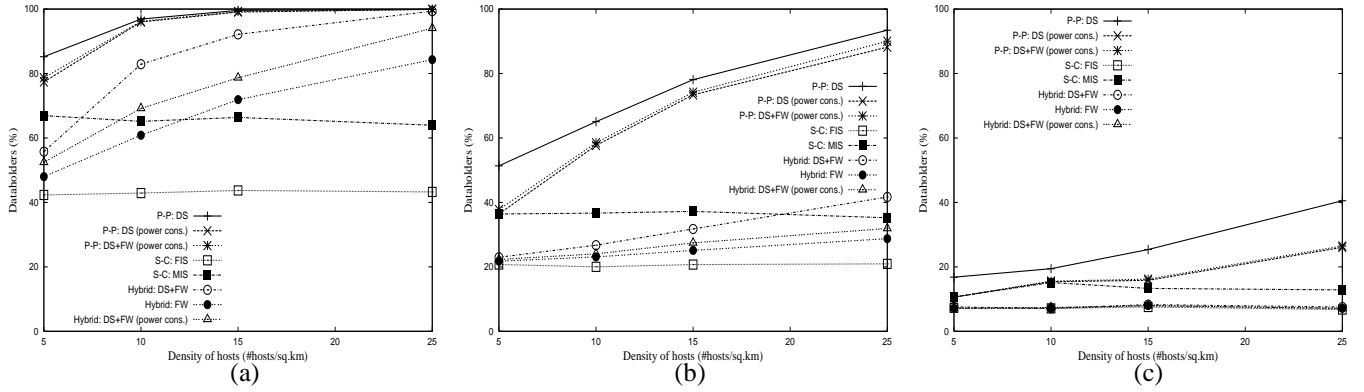 Dataholders (%)
100
80
60
40
20
0
P-P: DS
P-P: DS (power cons.)
P-P: DS+FW (power cons.)
S-C: FIS
S-C: MIS
Hybrid: DS+FW
Hybrid: FW
Hybrid: DS+FW (power cons.)
5 10 15 20 25
Density of hosts (#hosts/sq.km)
(a)
Dataholders (%)
100
80
60
40
20
0
P-P: DS
P-P: DS (power cons.)
P-P: DS+FW (power cons.)
S-C: FIS
S-C: MIS
Hybrid: DS+FW
Hybrid: FW
Hybrid: DS+FW (power cons.)
5 10 15 20 25
Density of hosts (#hosts/sq.km)
(b)
Dataholders (%)
100
80
60
40
20
0
P-P: DS
P-P: DS (power cons.)
P-P: DS+FW (power cons.)
S-C: FIS
S-C: MIS
Hybrid: DS+FW
Hybrid: FW
Hybrid: DS+FW (power cons.)
5 10 15 20 25
Density of hosts (#hosts/sq.km)
(c)